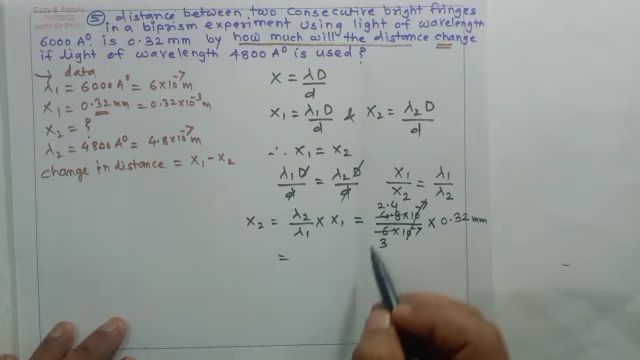 ⑤ distance between two consecutive bright fringes
in a biprism experiment using light of wavelength
6000 A° is 0.32 mm by how much will the distance change
if light of wavelength 4800 A° is used ?
→ data
λ₁ = 6000 A° = 6×10⁻⁷ m
X₁ = 0.32 mm = 0.32×10⁻³ m
X₂ = ?
λ₂ = 4800 A° = 4.8×10⁻⁷ m
change in distance = X₁ - X₂
X = λD/d
X₁ = λ₁D/d & X₂ = λ₂D/d
∴ X₁ = X₂
λ₁D/d = λ₂D/d X₁/X₂ = λ₁/λ₂
X₂ = λ₂/λ₁ × X₁ = 4.8×10⁻⁷/6×10⁻⁷ × 0.32 mm
2.4
3
=